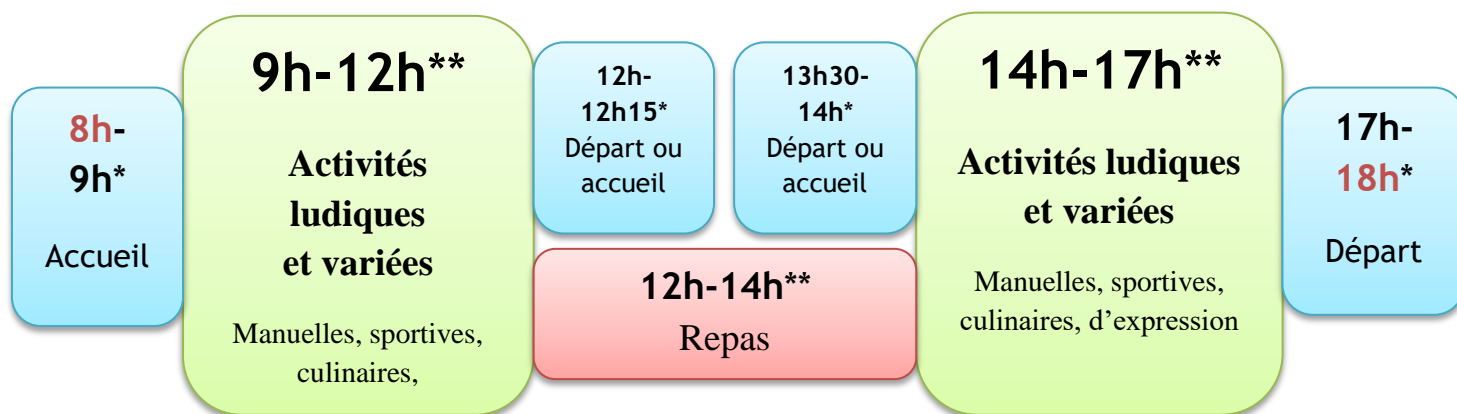 8h-
9h*
Accueil
9h-12h**
Activités
ludiques
et variées
Manuelles, sportives,
culinaires,
12h-
12h15*
Départ ou
accueil
13h30-
14h*
Départ ou
accueil
12h-14h**
Repas
14h-17h**
Activités ludiques
et variées
Manuelles, sportives,
culinaires, d’expression
17h-
18h*
Départ